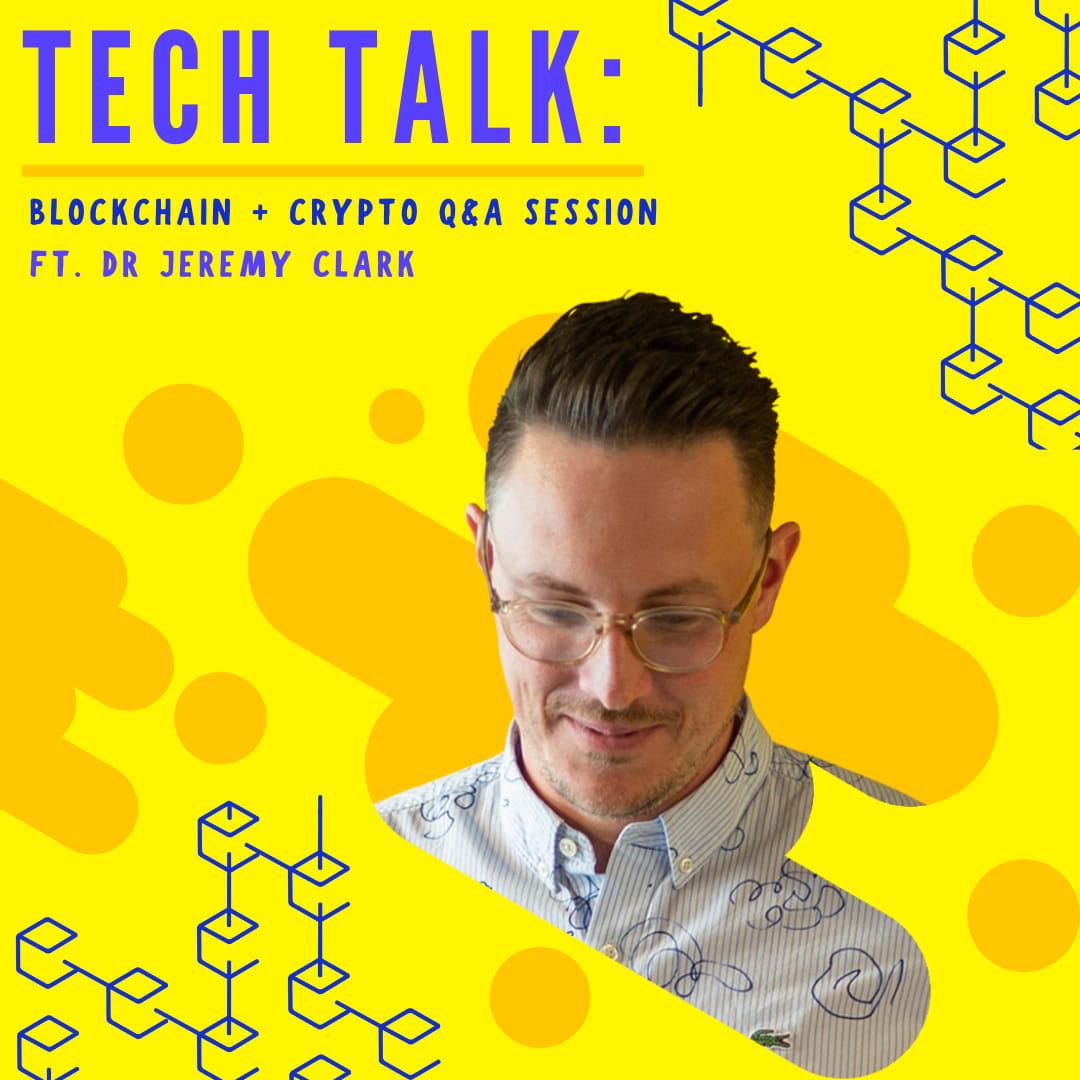 TECH TALK:
BLOCKCHAIN + CRYPTO Q&A SESSION
FT. DR JEREMY CLARK